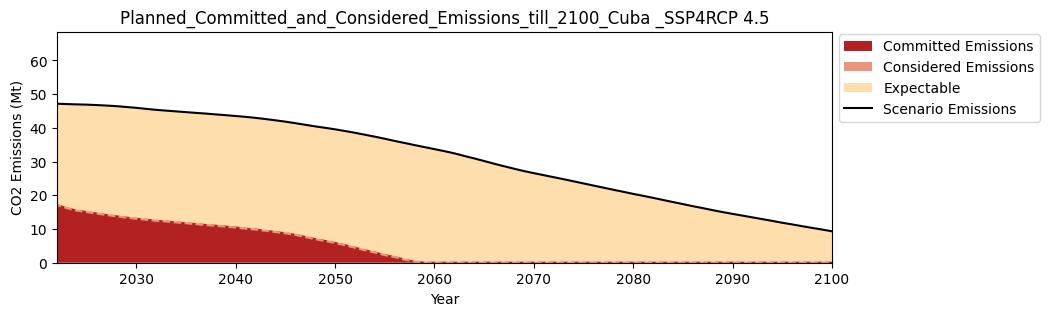 Planned_Committed_and_Considered_Emissions_till_2100_Cuba _SSP4RCP 4.5
CO2 Emissions (Mt)
60
50
40
30
20
10
0
2030 2040 2050 2060 2070 2080 2090 2100
Year
Committed Emissions
Considered Emissions
Expectable
Scenario Emissions